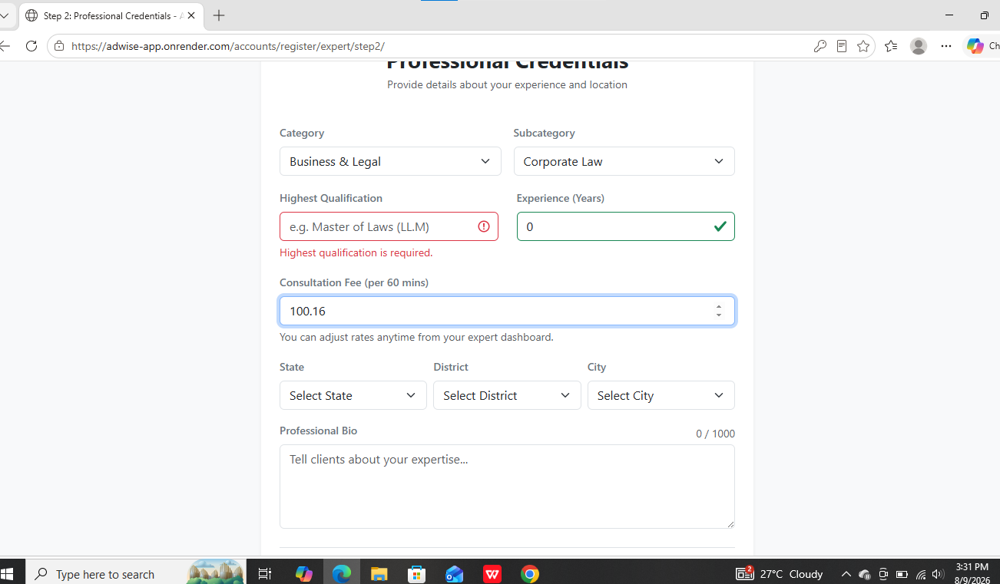 Step 2: Professional Credentials - A
https://adwise-app.onrender.com/accounts/register/expert/step2/
Ch
Professional Credentials
Provide details about your experience and location
Category Subcategory
Business & Legal Corporate Law
Highest Qualification Experience (Years)
e.g. Master of Laws (LL.M) 0
Highest qualification is required.
Consultation Fee (per 60 mins)
100.16
You can adjust rates anytime from your expert dashboard.
State District City
Select State Select District Select City
Professional Bio 0 / 1000
Tell clients about your expertise...
Type here to search 2 27°C Cloudy 3:31 PM
8/9/2026